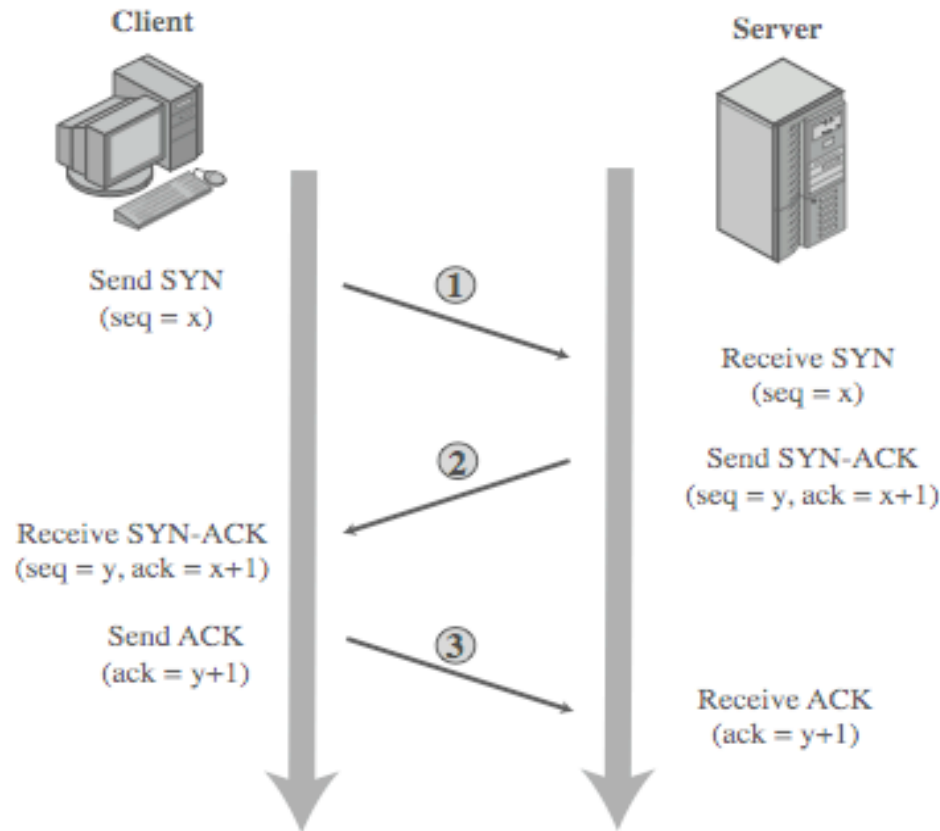 Client
Server
Send SYN
(seq = x)
1
Receive SYN
(seq = x)
2
Send SYN-ACK
(seq = y, ack = x+1)
Receive SYN-ACK
(seq = y, ack = x+1)
Send ACK
(ack = y+1)
3
Receive ACK
(ack = y+1)